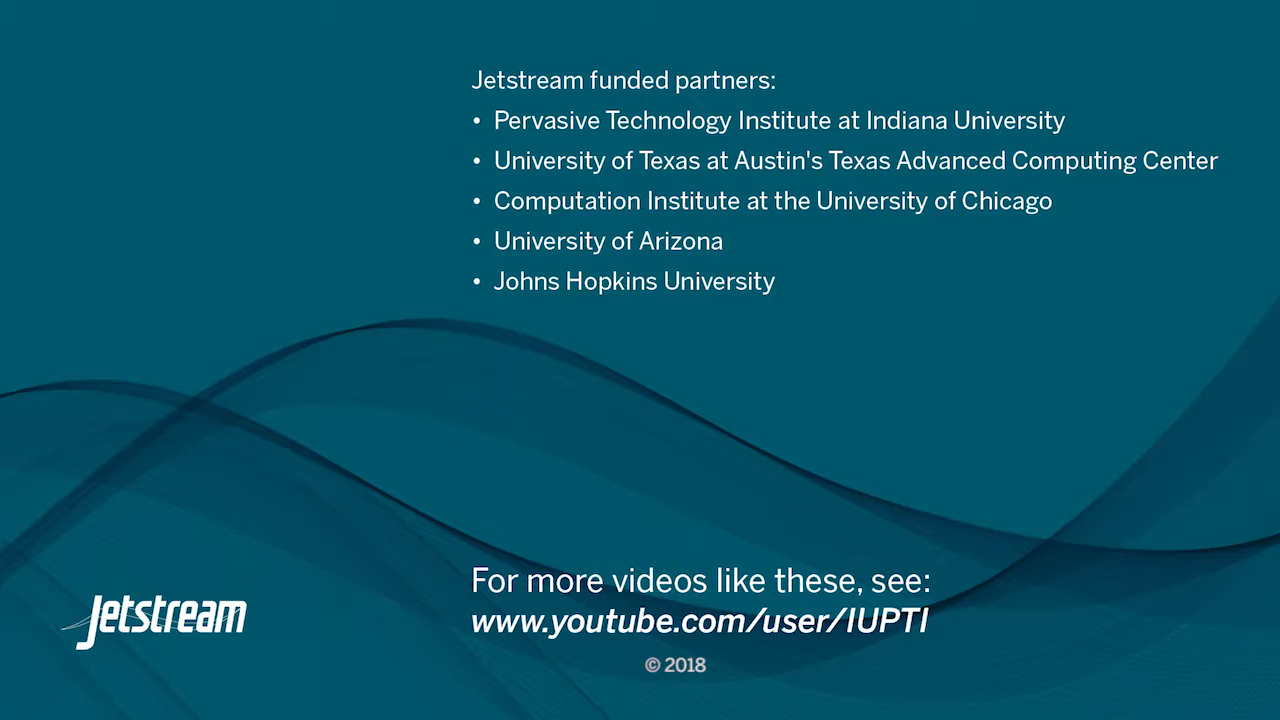 Jetstream funded partners:
• Pervasive Technology Institute at Indiana University
• University of Texas at Austin's Texas Advanced Computing Center
• Computation Institute at the University of Chicago
• University of Arizona
• Johns Hopkins University
For more videos like these, see:
www.youtube.com/user/IUPTI
Jetstream
© 2018